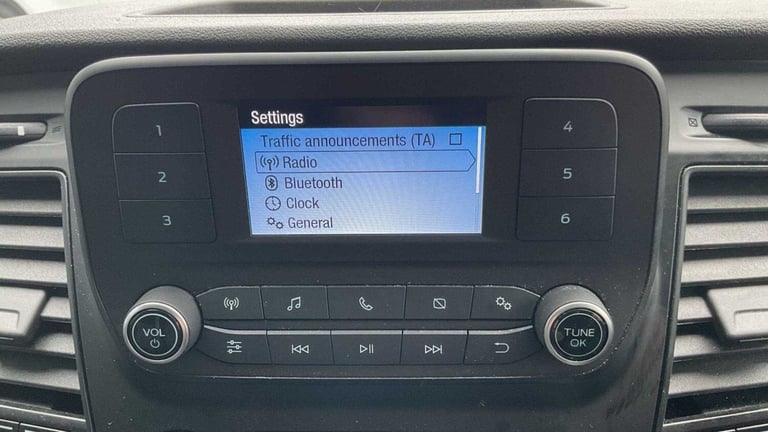 Settings
Traffic announcements (TA)
Radio
Bluetooth
Clock
General
1
2
3
4
5
6
VOL
TUNE
OK